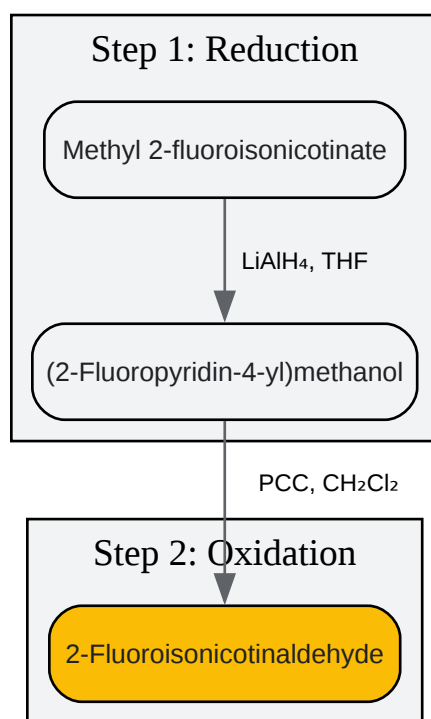 Step 1: Reduction
Methyl 2-fluoroisonicotinate
LiAlH₄, THF
(2-Fluoropyridin-4-yl)methanol
PCC, CH₂Cl₂
Step 2: Oxidation
2-Fluoroisonicotinaldehyde